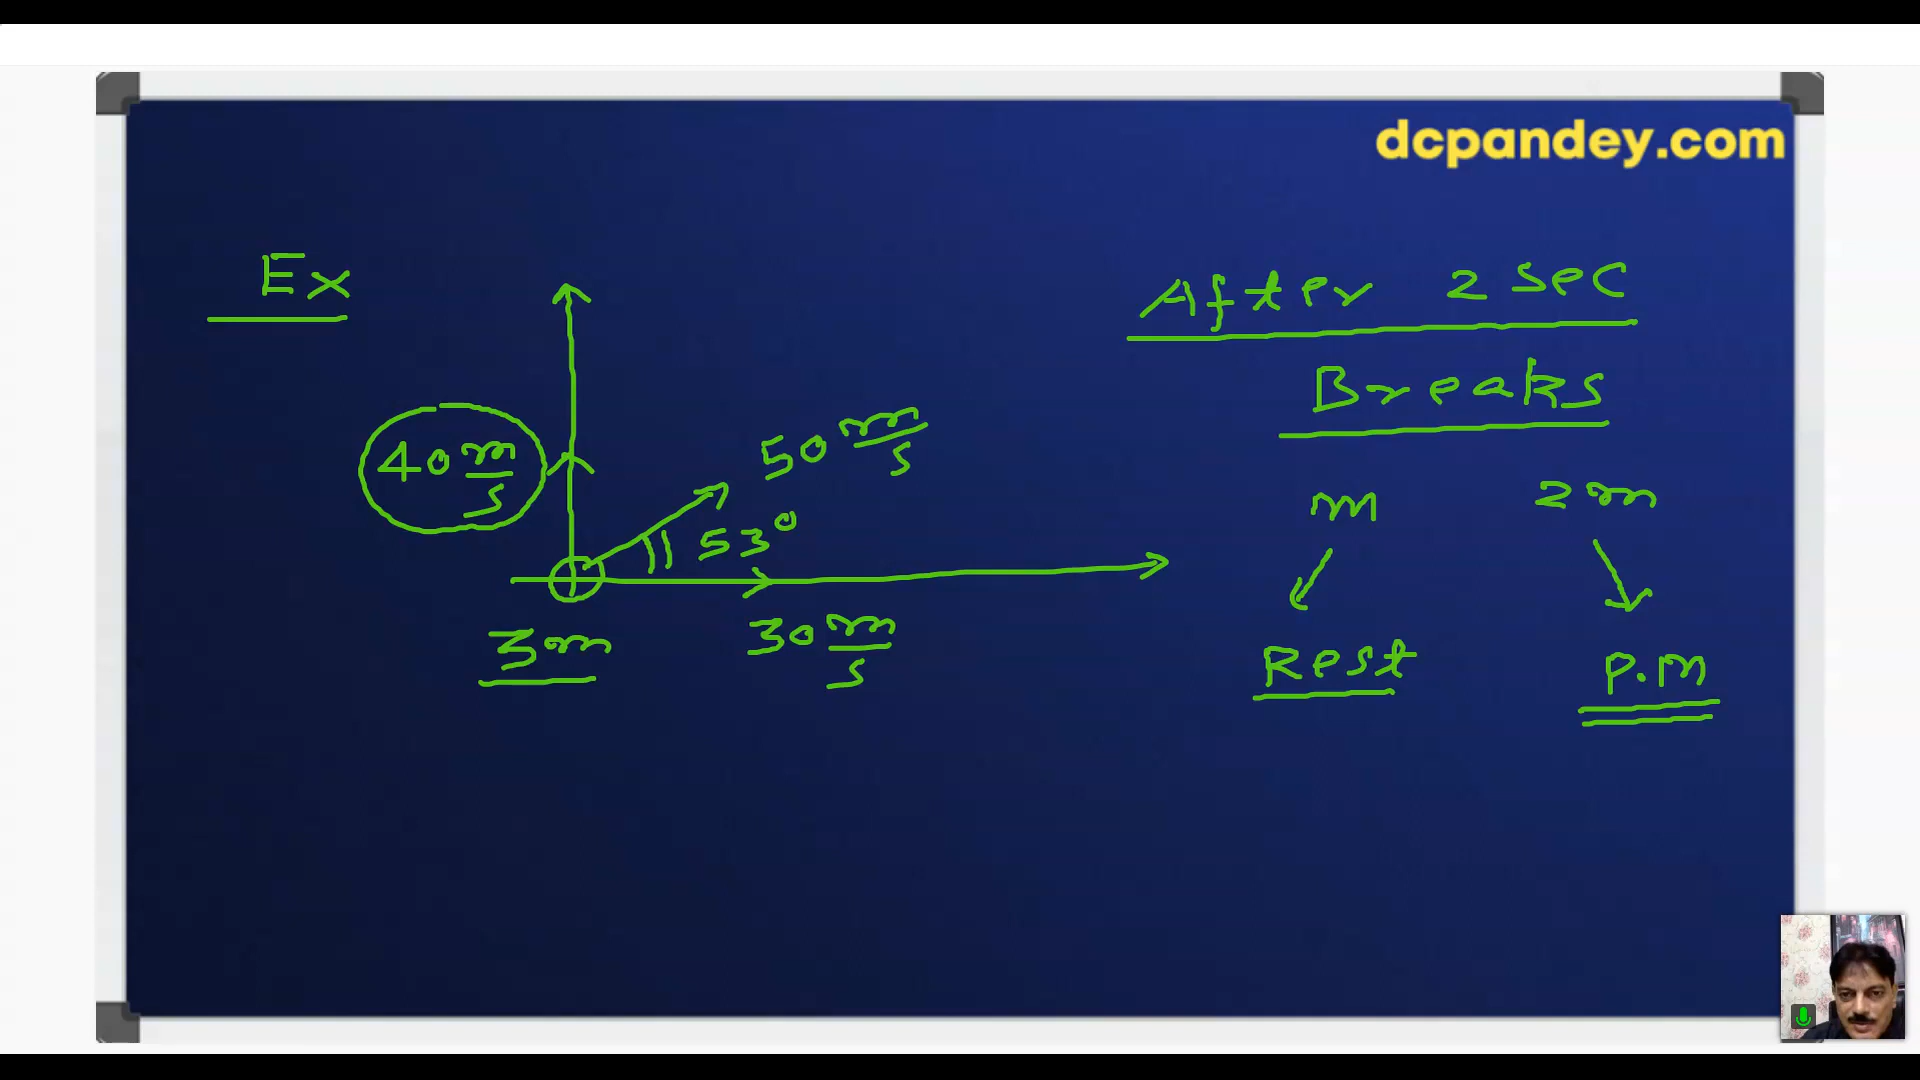 dcpandey.com
Ex
After 2 sec
Breaks
40 m/s
50 m/s
53°
m 2m
3m
30 m/s
Rest P.M